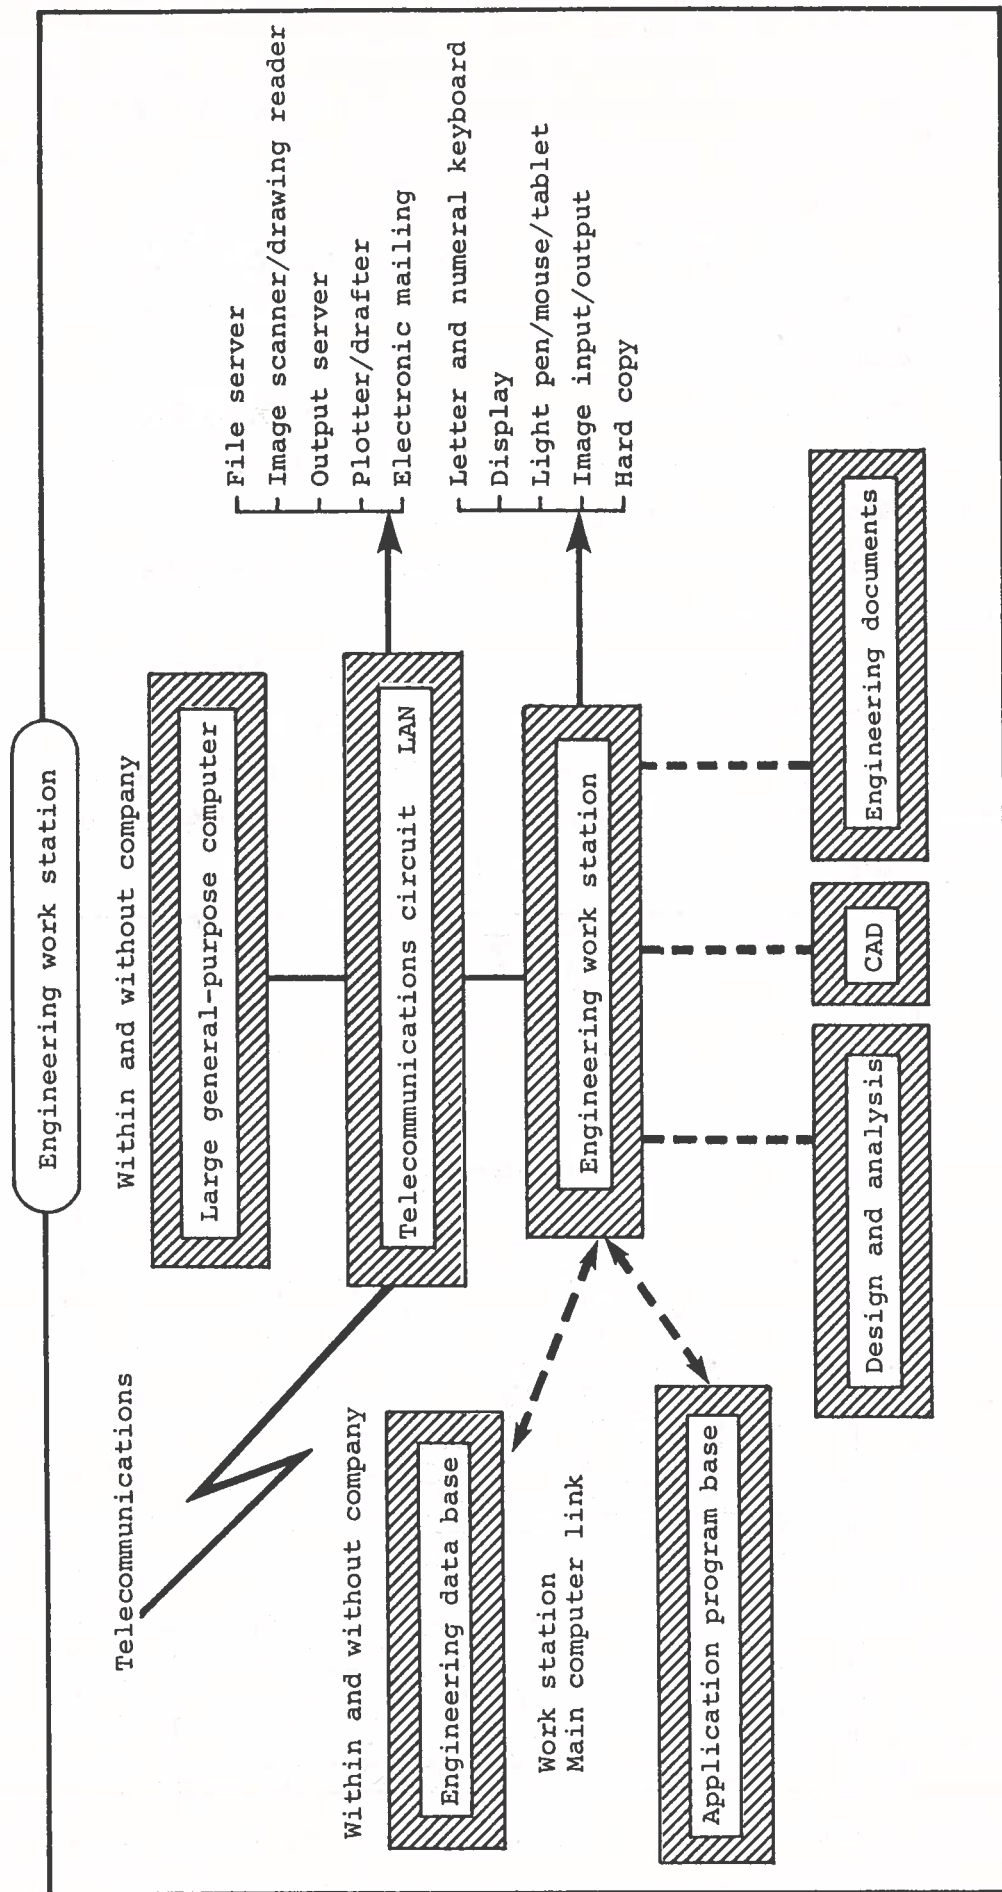 Engineering work station
Within and without company
Large general-purpose computer
Telecommunications
Telecommunications circuit LAN
File server
Image scanner/drawing reader
Output server
Plotter/drafter
Electronic mailing
Within and without company
Engineering data base
Engineering work station
Letter and numeral keyboard
Display
Light pen/mouse/tablet
Image input/output
Hard copy
Work station
Main computer link
Application program base
Design and analysis
CAD
Engineering documents